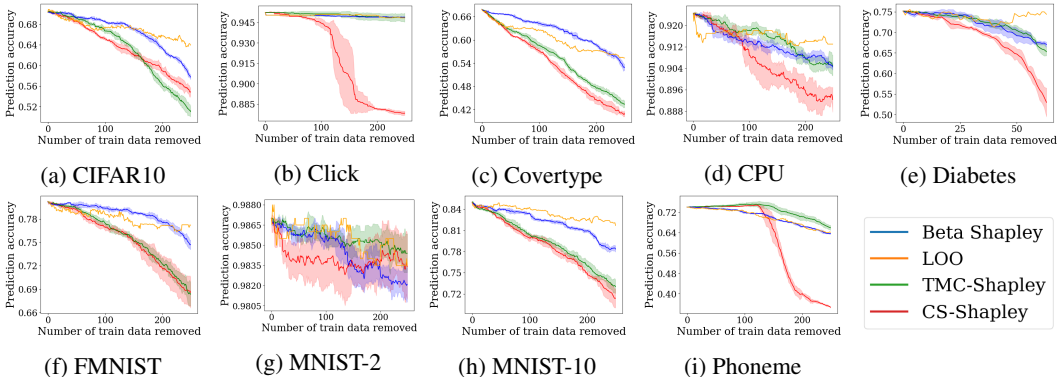 Prediction accuracy
0.68
0.64
0.60
0.56
0.52
0 100 200
Number of train data removed
(a) CIFAR10
Prediction accuracy
0.945
0.930
0.915
0.900
0.885
0 100 200
Number of train data removed
(b) Click
Prediction accuracy
0.66
0.60
0.54
0.48
0.42
0 100 200
Number of train data removed
(c) Covertype
Prediction accuracy
0.920
0.912
0.904
0.896
0.888
0 100 200
Number of train data removed
(d) CPU
Prediction accuracy
0.75
0.70
0.65
0.60
0.55
0.50
0 25 50
Number of train data removed
(e) Diabetes
Prediction accuracy
0.78
0.75
0.72
0.69
0.66
0 100 200
Number of train data removed
(f) FMNIST
Prediction accuracy
0.9880
0.9865
0.9850
0.9835
0.9820
0.9805
0 100 200
Number of train data removed
(g) MNIST-2
Prediction accuracy
0.84
0.81
0.78
0.75
0.72
0 100 200
Number of train data removed
(h) MNIST-10
Prediction accuracy
0.72
0.64
0.56
0.48
0.40
0 100 200
Number of train data removed
(i) Phoneme
Beta Shapley
LOO
TMC-Shapley
CS-Shapley